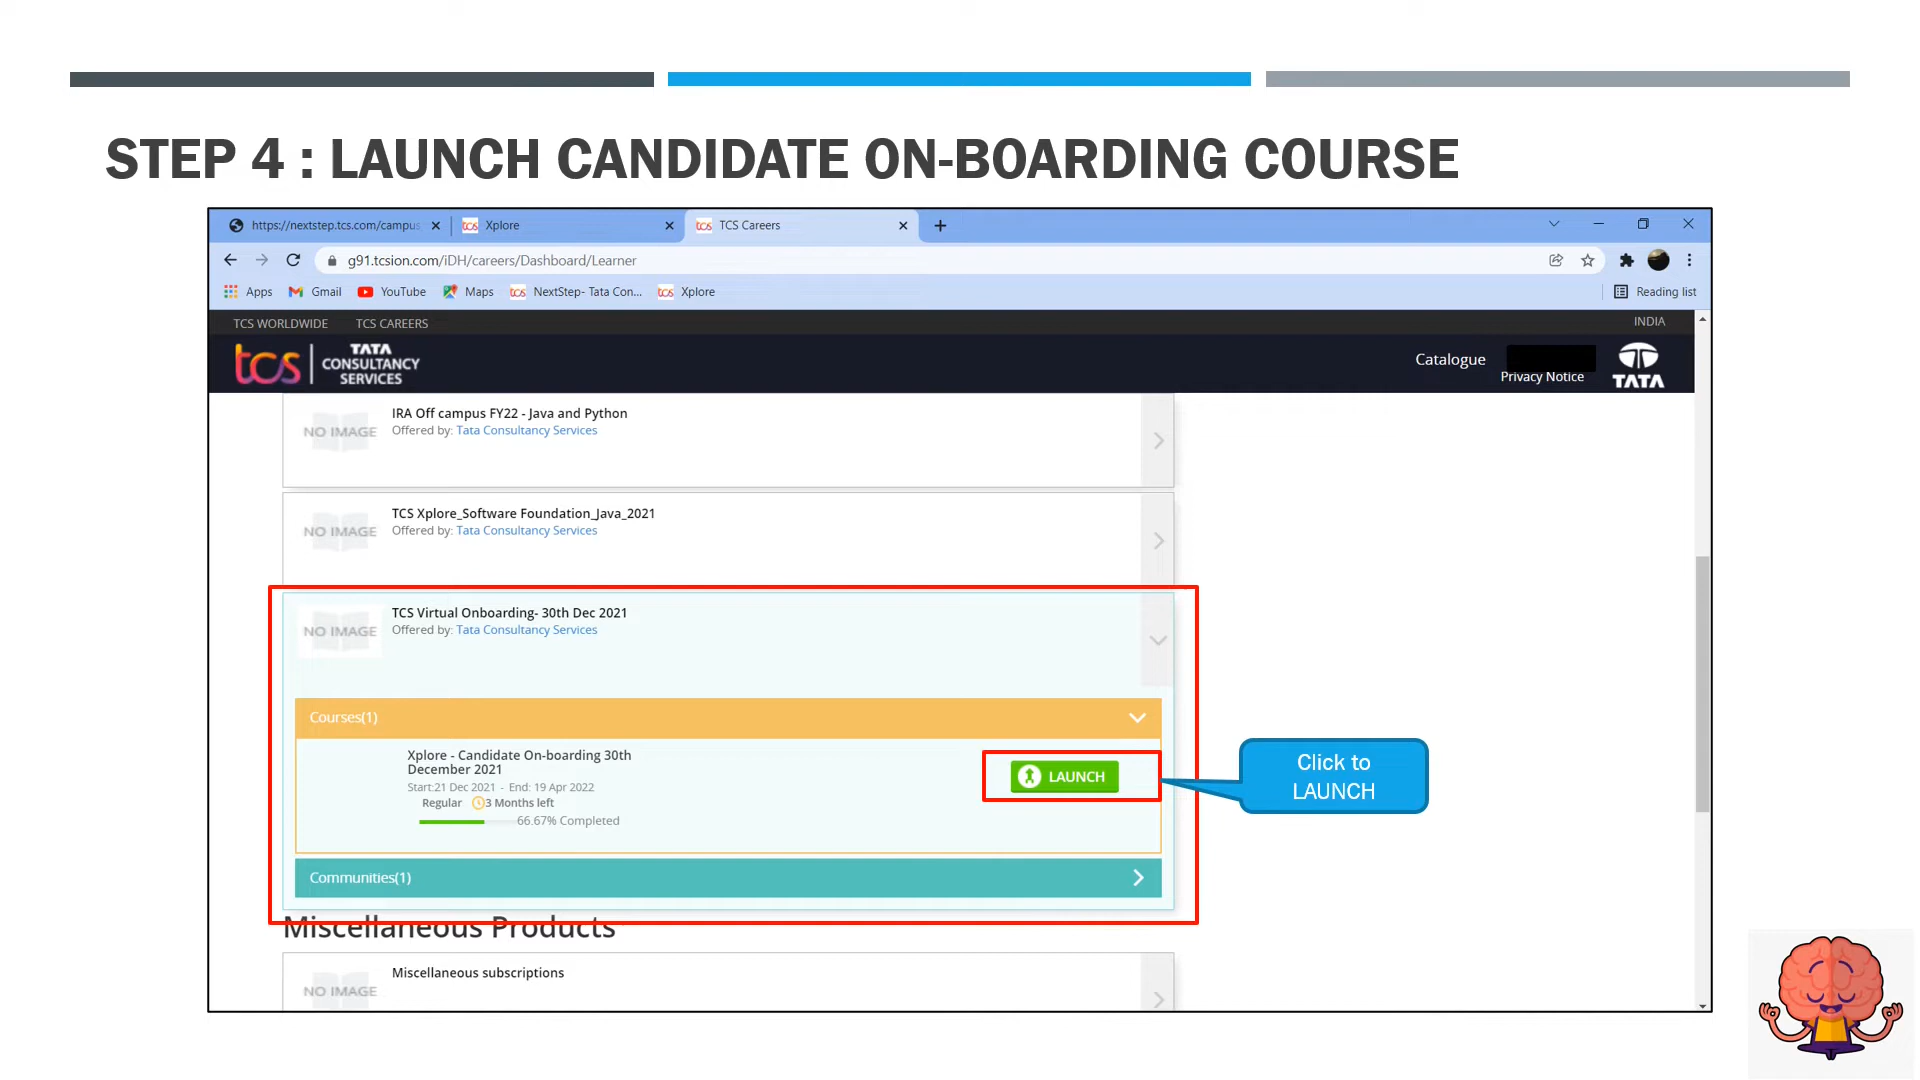 STEP 4 : LAUNCH CANDIDATE ON-BOARDING COURSE
https://nextstep.tcs.com/campus
tcs Xplore
tcs TCS Careers
g91.tcsion.com/iDH/careers/Dashboard/Learner
Apps
Gmail
YouTube
Maps
tcs NextStep- Tata Con...
tcs Xplore
Reading list
TCS WORLDWIDE
TCS CAREERS
INDIA
tcs
TATA
CONSULTANCY
SERVICES
Catalogue
Privacy Notice
TATA
NO IMAGE
IRA Off campus FY22 - Java and Python
Offered by: Tata Consultancy Services
NO IMAGE
TCS Xplore_Software Foundation_Java_2021
Offered by: Tata Consultancy Services
NO IMAGE
TCS Virtual Onboarding- 30th Dec 2021
Offered by: Tata Consultancy Services
Courses(1)
Xplore - Candidate On-boarding 30th
December 2021
Start:21 Dec 2021 - End: 19 Apr 2022
Regular 3 Months left
66.67% Completed
LAUNCH
Click to
LAUNCH
Communities(1)
Miscellaneous Products
NO IMAGE
Miscellaneous subscriptions